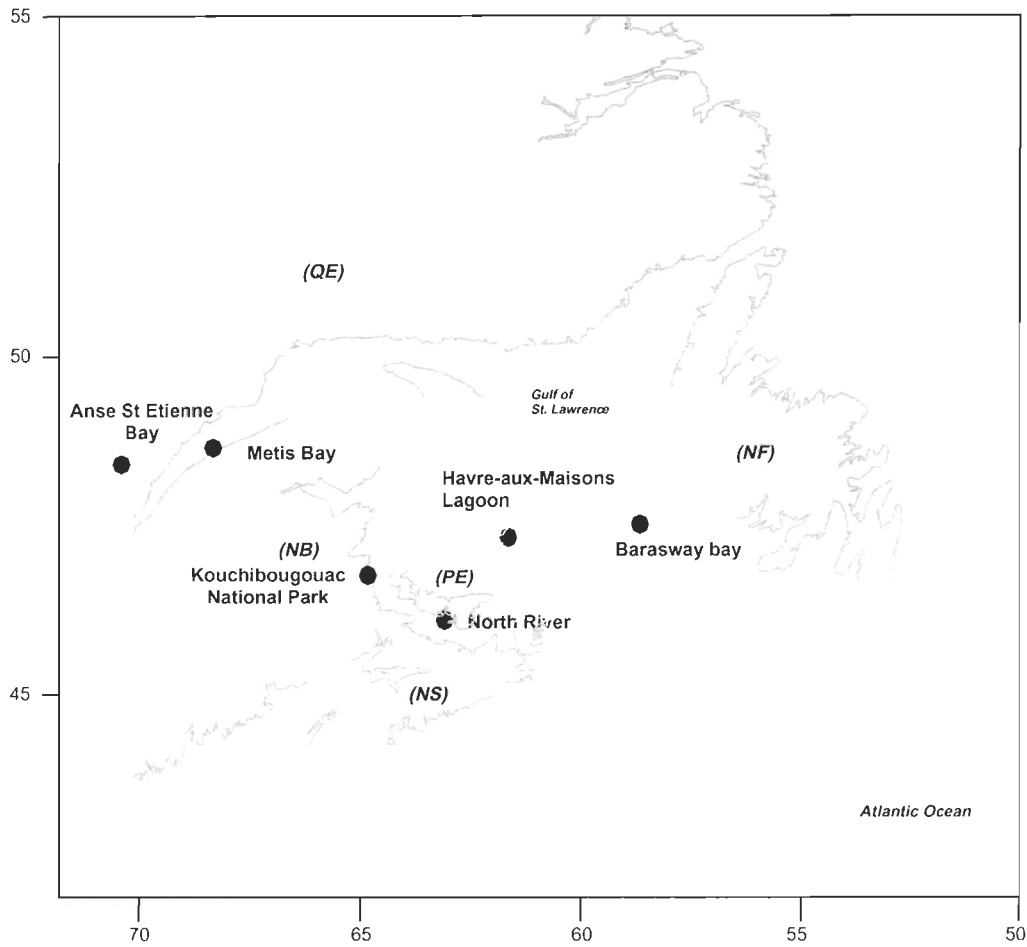 55
(QE)
50
Gulf of
St. Lawrence
Anse St Etienne
Bay
Metis Bay
(NF)
Havre-aux-Maisons
Lagoon
Barasway bay
(NB)
Kouchibougouac
National Park
(PE)
North River
45
(NS)
Atlantic Ocean
70 65 60 55 50